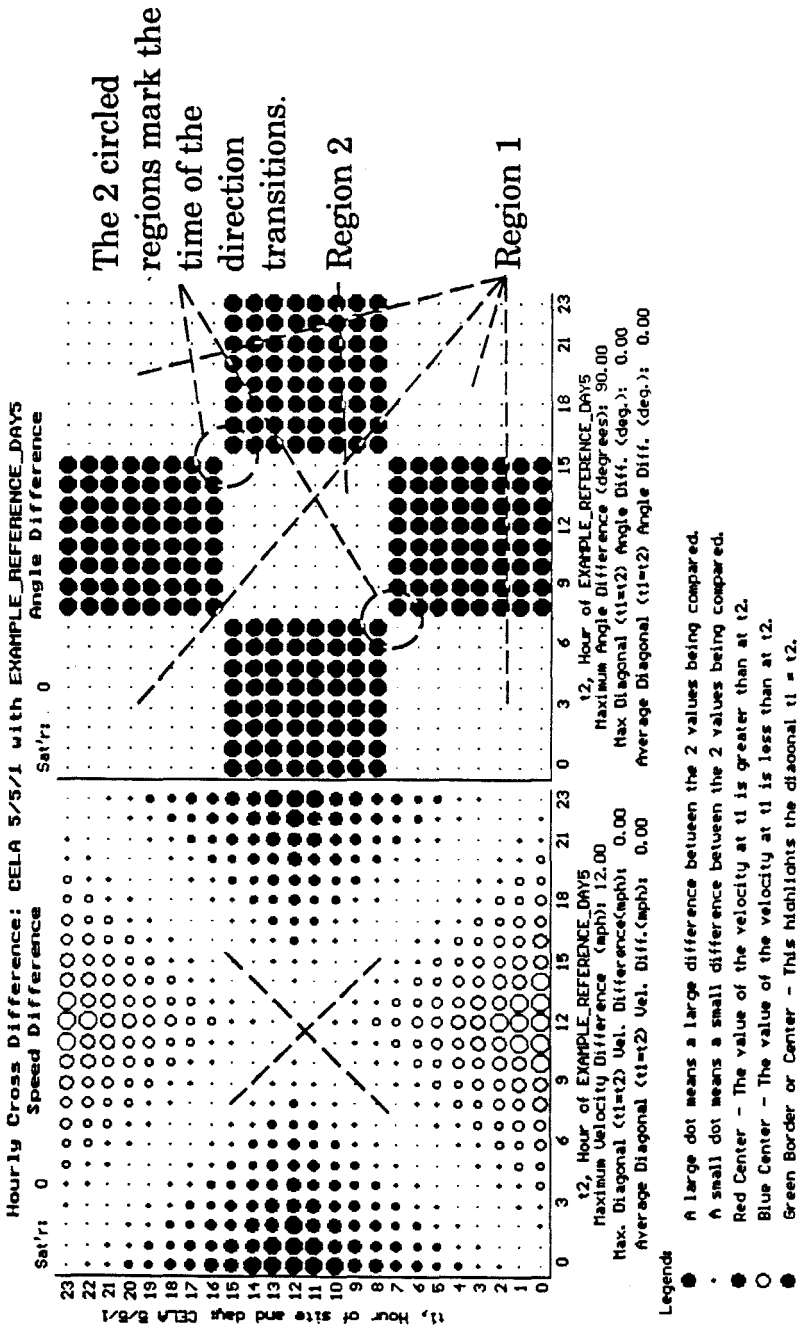 Hourly Cross Difference: CELA 5/5/1 with EXAMPLE_REFERENCE_DAYS
Speed Difference
Angle Difference
Sat'r: 0
Sat'r: 0
The 2 circled
regions mark the
time of the
direction
transitions.
Region 2
Region 1
t1, Hour of site and days CELA 5/5/1
23
22
21
20
19
18
17
16
15
14
13
12
11
10
9
8
7
6
5
4
3
2
1
0
0 3 6 9 12 15 18 21 23
0 3 6 9 12 15 18 21 23
t2, Hour of EXAMPLE_REFERENCE_DAYS
Maximum Velocity Difference (mph): 12.00
Max. Diagonal (t1=t2) Vel. Difference(mph): 0.00
Average Diagonal (t1=t2) Vel. Diff.(mph): 0.00
t2, Hour of EXAMPLE_REFERENCE_DAYS
Maximum Angle Difference (degrees): 90.00
Max Diagonal (t1=t2) Angle Diff. (deg.): 0.00
Average Diagonal (t1=t2) Angle Diff. (deg.): 0.00
Legend:
A large dot means a large difference between the 2 values being compared.
A small dot means a small difference between the 2 values being compared.
Red Center - The value of the velocity at t1 is greater than at t2.
Blue Center - The value of the velocity at t1 is less than at t2.
Green Border or Center - This highlights the diagonal t1 = t2.